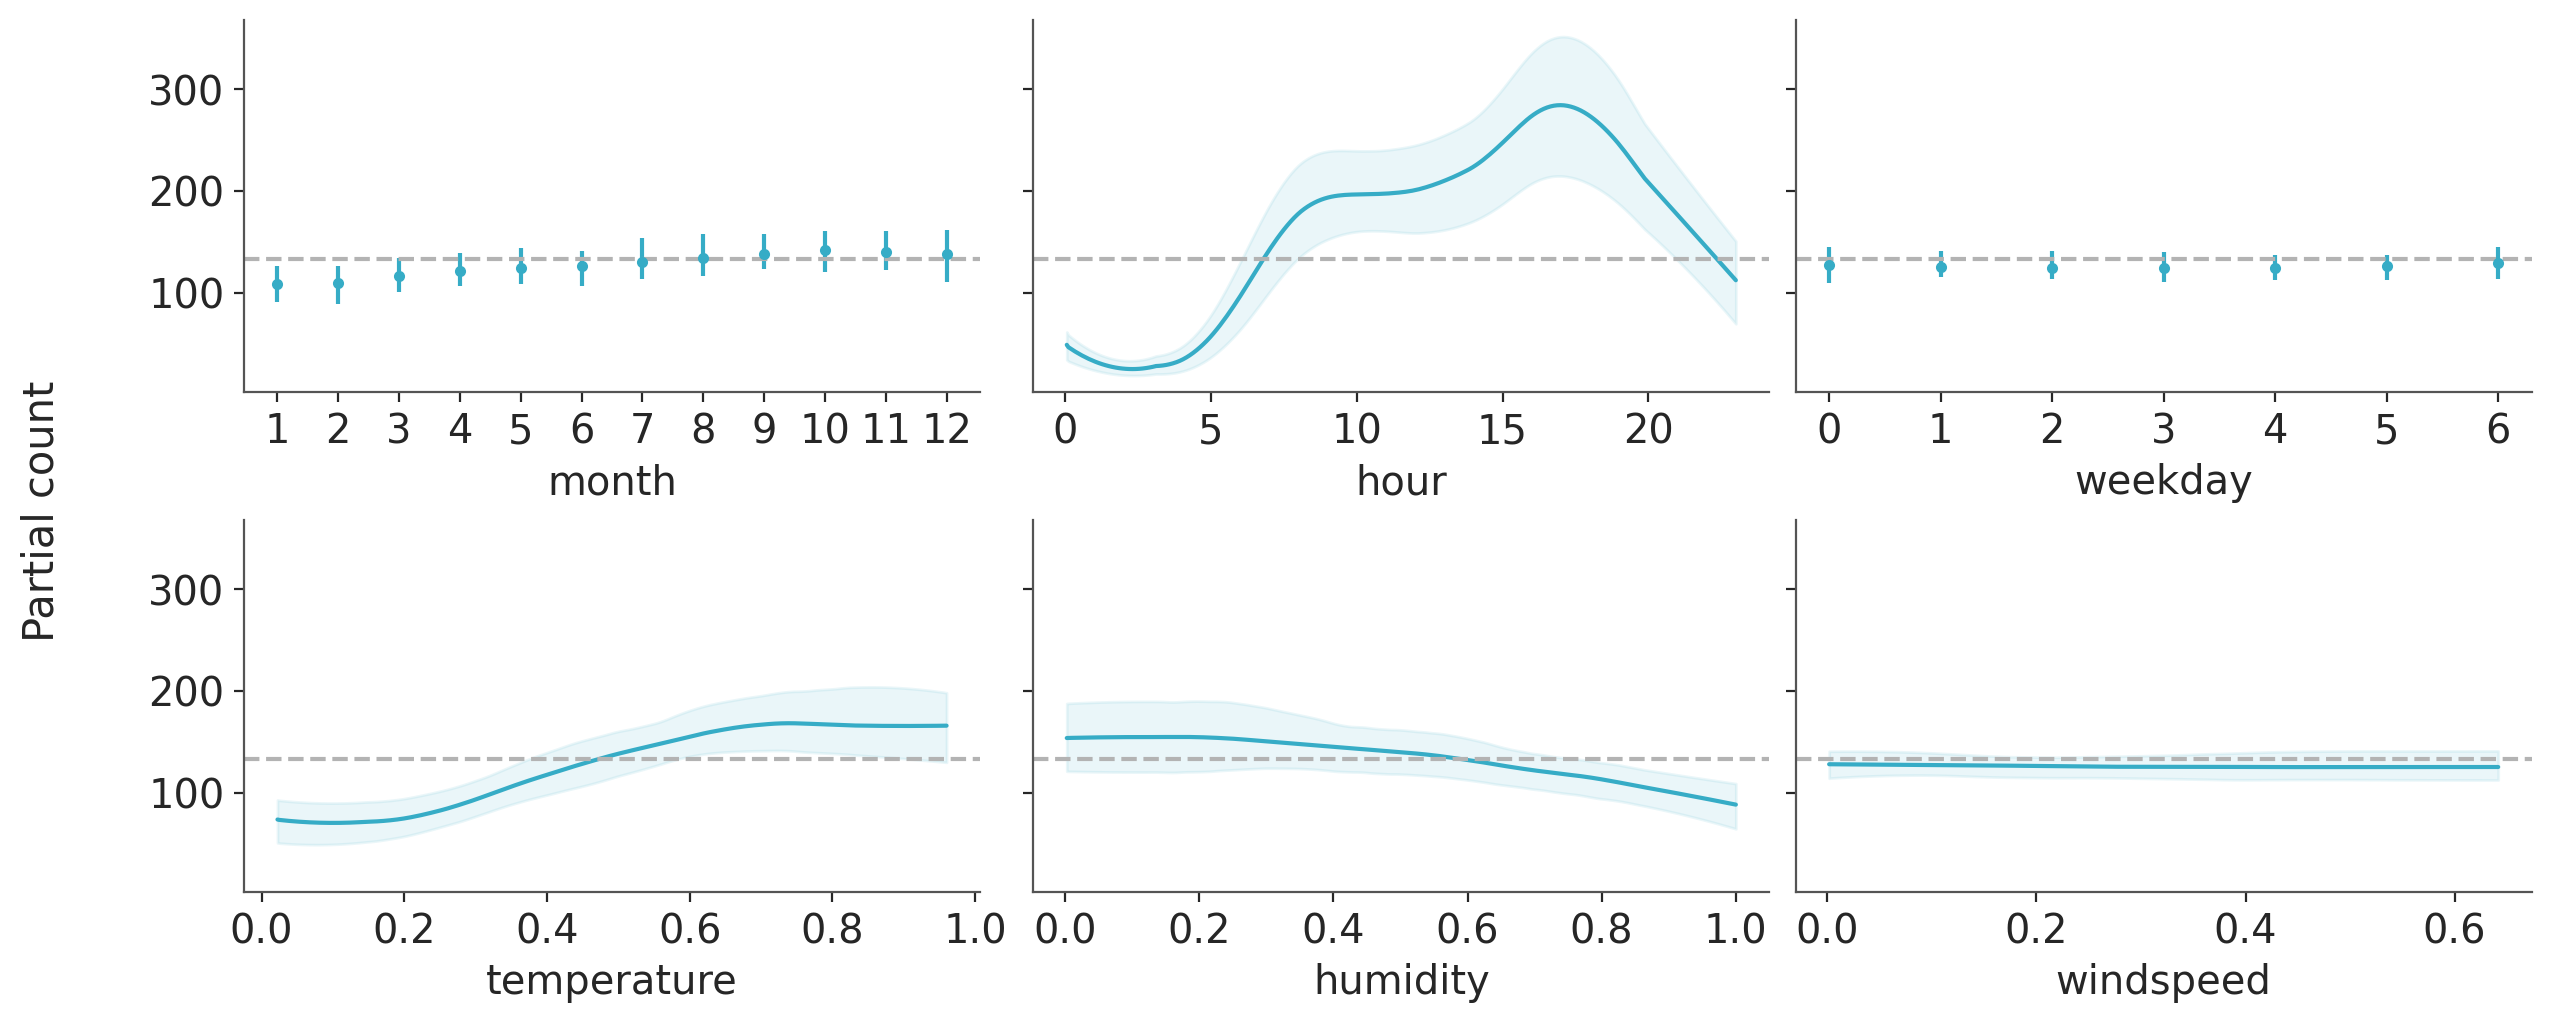 Partial count
300
200
100
1 2 3 4 5 6 7 8 9 10 11 12
month
0 5 10 15 20
hour
0 1 2 3 4 5 6
weekday
300
200
100
0.0 0.2 0.4 0.6 0.8 1.0
temperature
0.0 0.2 0.4 0.6 0.8 1.0
humidity
0.0 0.2 0.4 0.6
windspeed